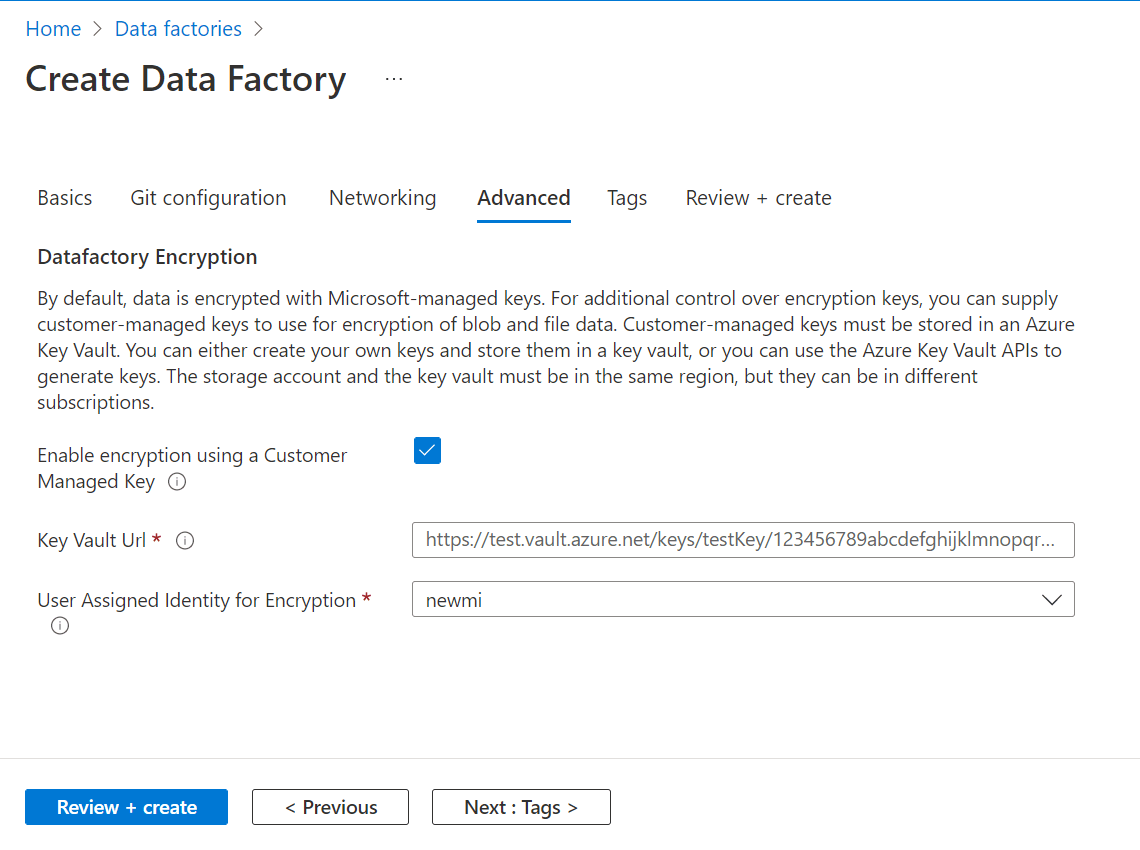 Home > Data factories >
Create Data Factory ...
Basics Git configuration Networking Advanced Tags Review + create
Datafactory Encryption
By default, data is encrypted with Microsoft-managed keys. For additional control over encryption keys, you can supply
customer-managed keys to use for encryption of blob and file data. Customer-managed keys must be stored in an Azure
Key Vault. You can either create your own keys and store them in a key vault, or you can use the Azure Key Vault APIs to
generate keys. The storage account and the key vault must be in the same region, but they can be in different
subscriptions.
Enable encryption using a Customer
Managed Key
Key Vault Url * https://test.vault.azure.net/keys/testKey/123456789abcdefghijklmnopqr...
User Assigned Identity for Encryption * newmi
Review + create < Previous Next : Tags >